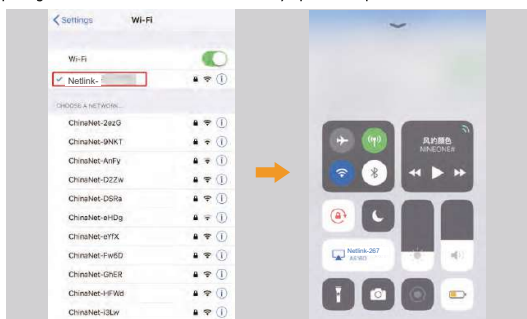 Settings
Wi-Fi
Wi-Fi
Netlink-
CHOOSE A NETWORK...
ChinaNet-2ezG
ChinaNet-9NKT
ChinaNet-AnFy
ChinaNet-D2Zw
ChinaNet-DSRa
ChinaNet-eHDg
ChinaNet-eYfX
ChinaNet-Fw6D
ChinaNet-GhER
ChinaNet-HFWd
ChinaNet-i3Lw
风的颜色
NINEONE#
Netlink-267